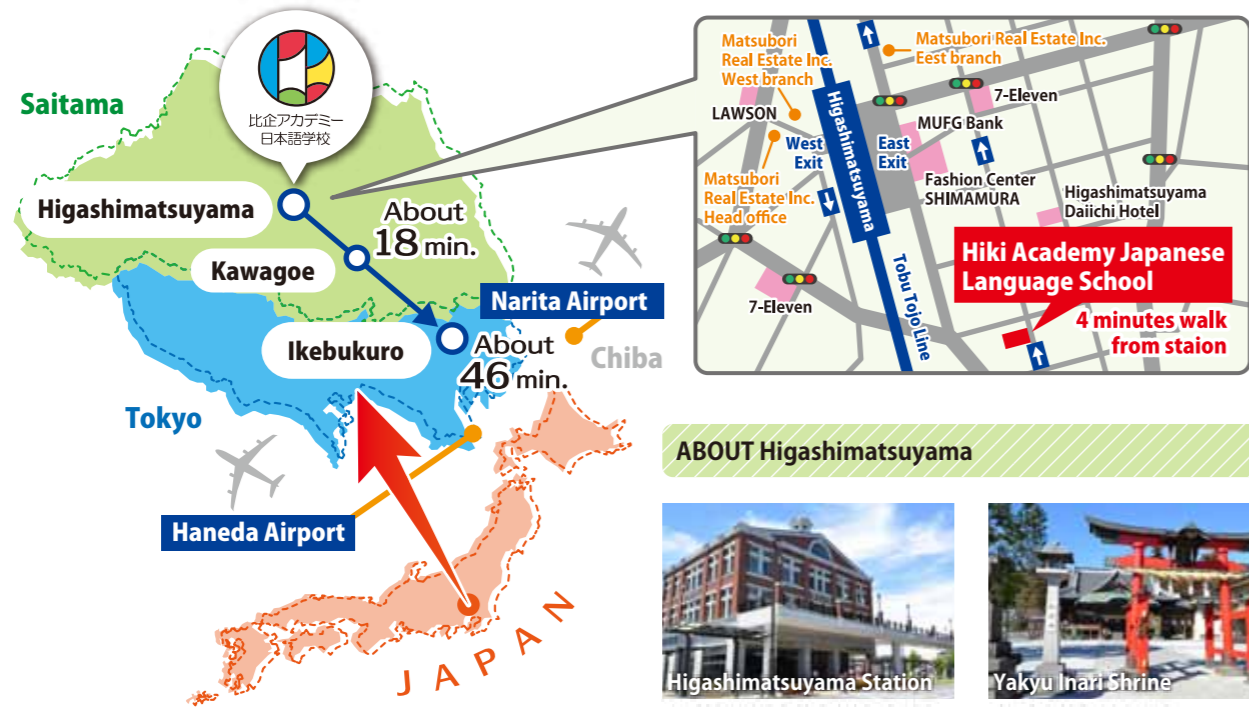 比企アカデミー
日本語学校
Saitama
Higashimatsuyama
About
18 min.
Kawagoe
Narita Airport
Ikebukuro
About
46 min.
Chiba
Tokyo
Haneda Airport
JAPAN
Matsubori
Real Estate Inc.
West branch
Matsubori Real Estate Inc.
Eest branch
LAWSON
7-Eleven
MUFG Bank
West
Exit
Higashimatsuyama
East
Exit
Matsubori
Real Estate Inc.
Head office
Fashion Center
SHIMAMURA
Higashimatsuyama
Daiichi Hotel
Hiki Academy Japanese
Language School
7-Eleven
Tobu Tojo Line
4 minutes walk
from staion
ABOUT Higashimatsuyama
Higashimatsuyama Station
Yakyu Inari Shrine